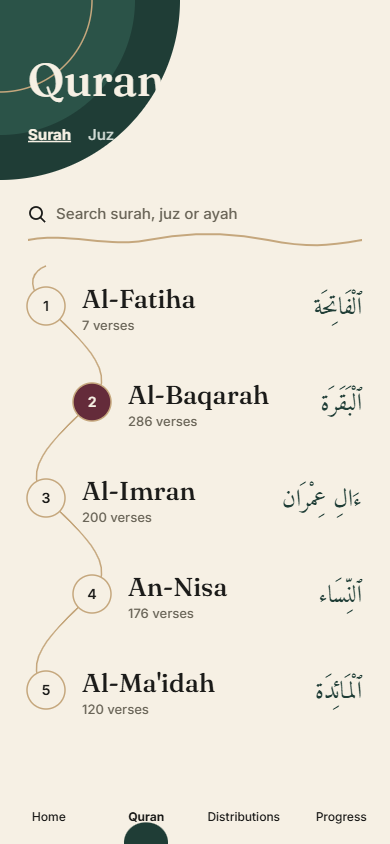 Quran
Surah Juz
Search surah, juz or ayah
1 Al-Fatiha ٱلْفَاتِحَة
7 verses
2 Al-Baqarah ٱلْبَقَرَة
286 verses
3 Al-Imran ءَالِ عِمْرَان
200 verses
4 An-Nisa ٱلنِّسَاء
176 verses
5 Al-Ma'idah ٱلْمَائِدَة
120 verses
Home Quran Distributions Progress